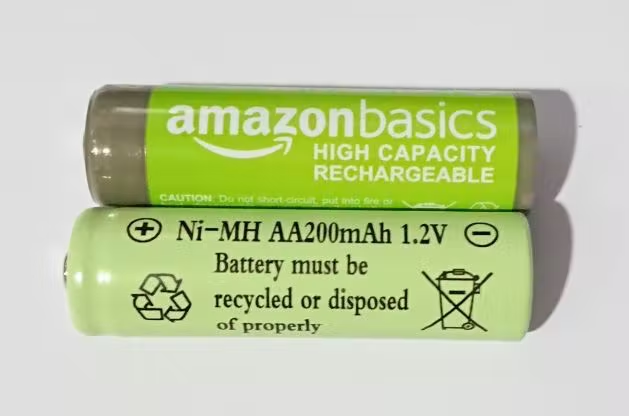 amazonbasics
HIGH CAPACITY
RECHARGEABLE
CAUTION: Do not short circuit, put into fire or
Ni-MH AA200mAh 1.2V
Battery must be
recycled or disposed
of properly